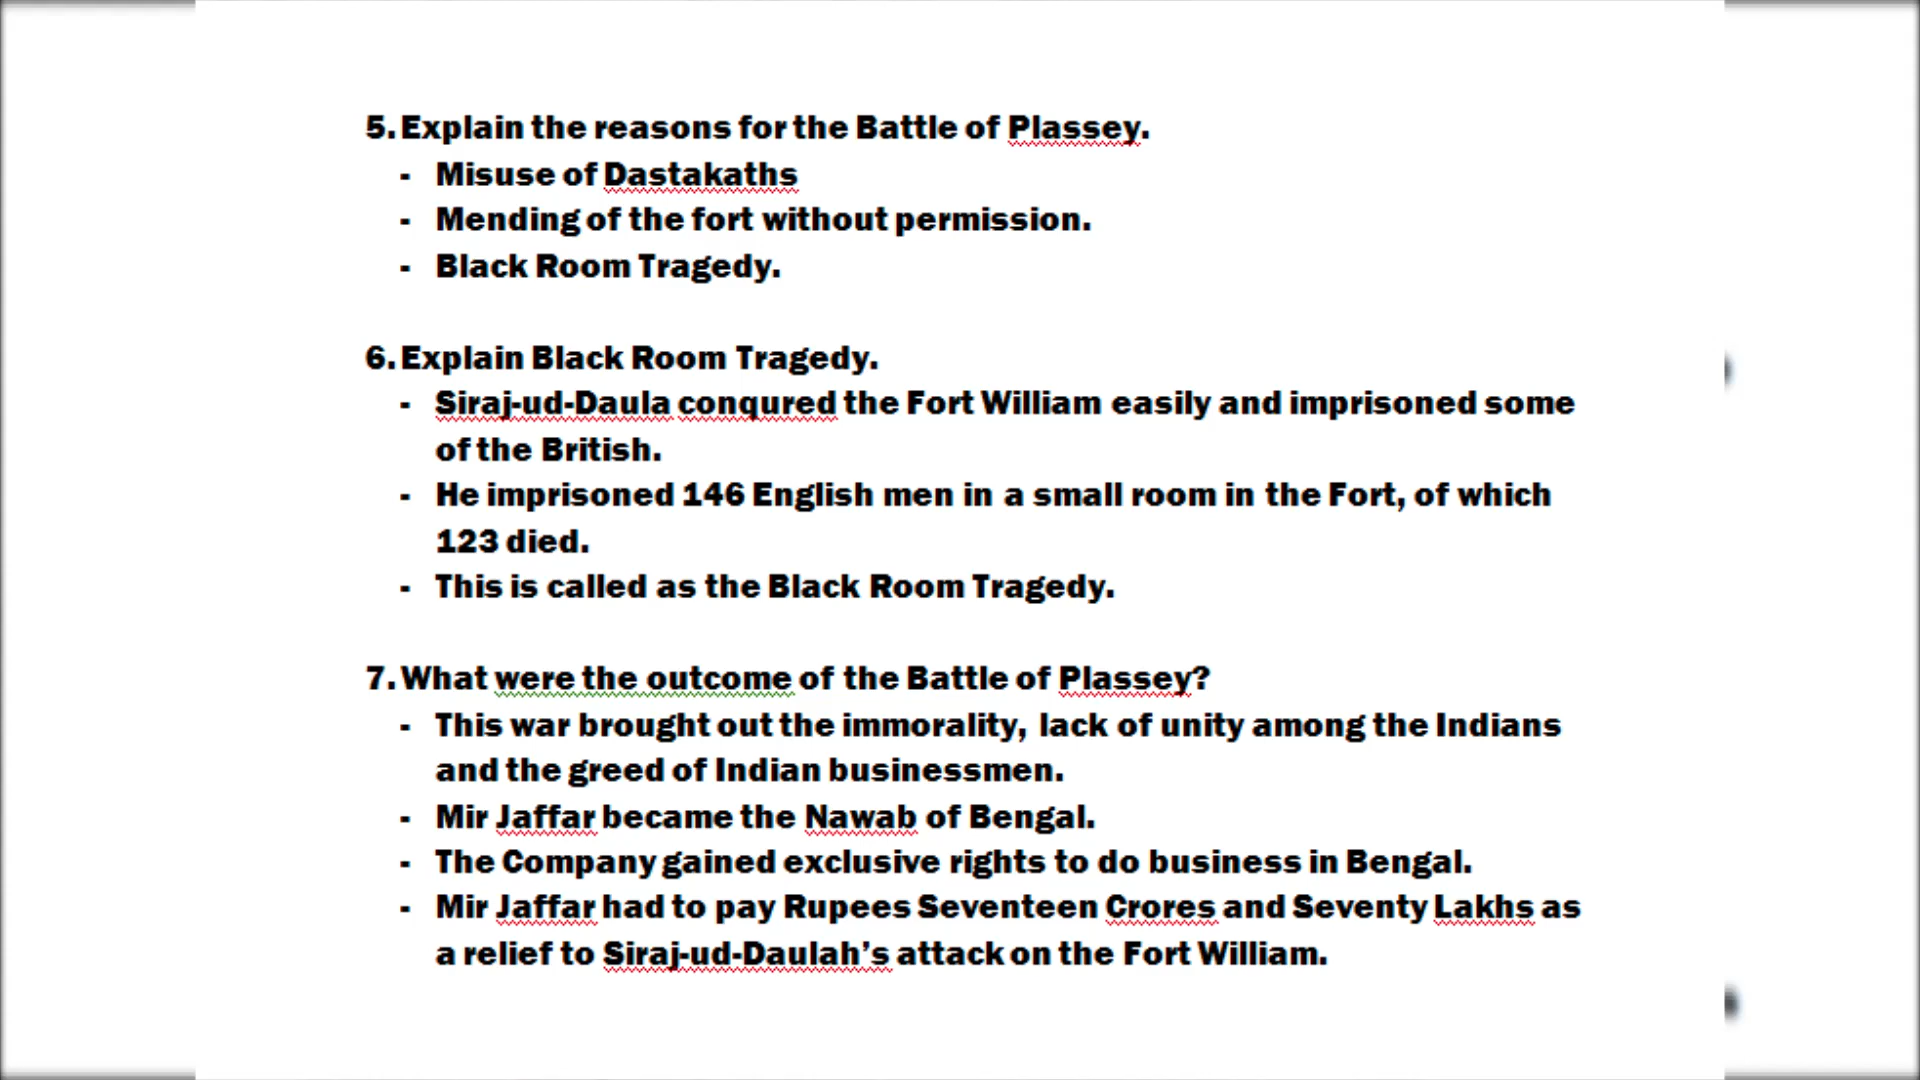 5. Explain the reasons for the Battle of Plassey.
- Misuse of Dastakaths
- Mending of the fort without permission.
- Black Room Tragedy.
6. Explain Black Room Tragedy.
- Siraj-ud-Daula conqured the Fort William easily and imprisoned some
of the British.
- He imprisoned 146 English men in a small room in the Fort, of which
123 died.
- This is called as the Black Room Tragedy.
7. What were the outcome of the Battle of Plassey?
- This war brought out the immorality, lack of unity among the Indians
and the greed of Indian businessmen.
- Mir Jaffar became the Nawab of Bengal.
- The Company gained exclusive rights to do business in Bengal.
- Mir Jaffar had to pay Rupees Seventeen Crores and Seventy Lakhs as
a relief to Siraj-ud-Daulah's attack on the Fort William.